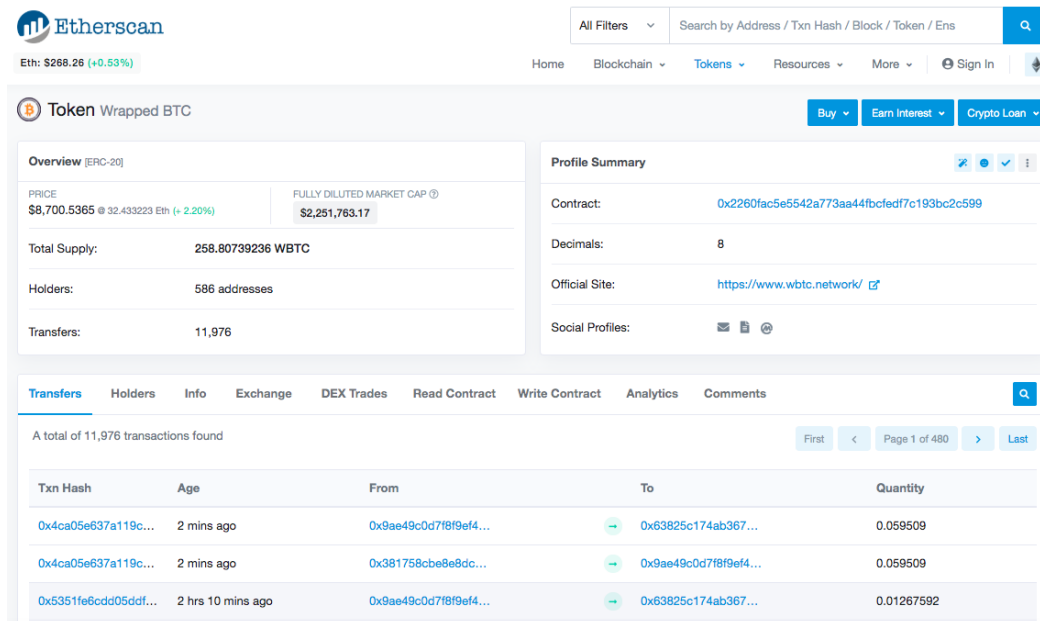 Etherscan
All Filters
Search by Address / Txn Hash / Block / Token / Ens
Eth: $268.26 (+0.53%)
Home Blockchain Tokens Resources More Sign In
Token Wrapped BTC
Buy Earn Interest Crypto Loan
Overview [ERC-20]
PRICE
$8,700.5365 @ 32.433223 Eth (+ 2.20%)
FULLY DILUTED MARKET CAP
$2,251,763.17
Total Supply: 258.80739236 WBTC
Holders: 586 addresses
Transfers: 11,976
Profile Summary
Contract: 0x2260fac5e5542a773aa44fbcfedf7c193bc2c599
Decimals: 8
Official Site: https://www.wbtc.network/
Social Profiles:
Transfers Holders Info Exchange DEX Trades Read Contract Write Contract Analytics Comments
A total of 11,976 transactions found
First Page 1 of 480 Last
Txn Hash Age From To Quantity
0x4ca05e637a119c... 2 mins ago 0x9ae49c0d7f8f9ef4... 0x63825c174ab367... 0.059509
0x4ca05e637a119c... 2 mins ago 0x381758cbe8e8dc... 0x9ae49c0d7f8f9ef4... 0.059509
0x5351fe6cdd05ddf... 2 hrs 10 mins ago 0x9ae49c0d7f8f9ef4... 0x63825c174ab367... 0.01267592